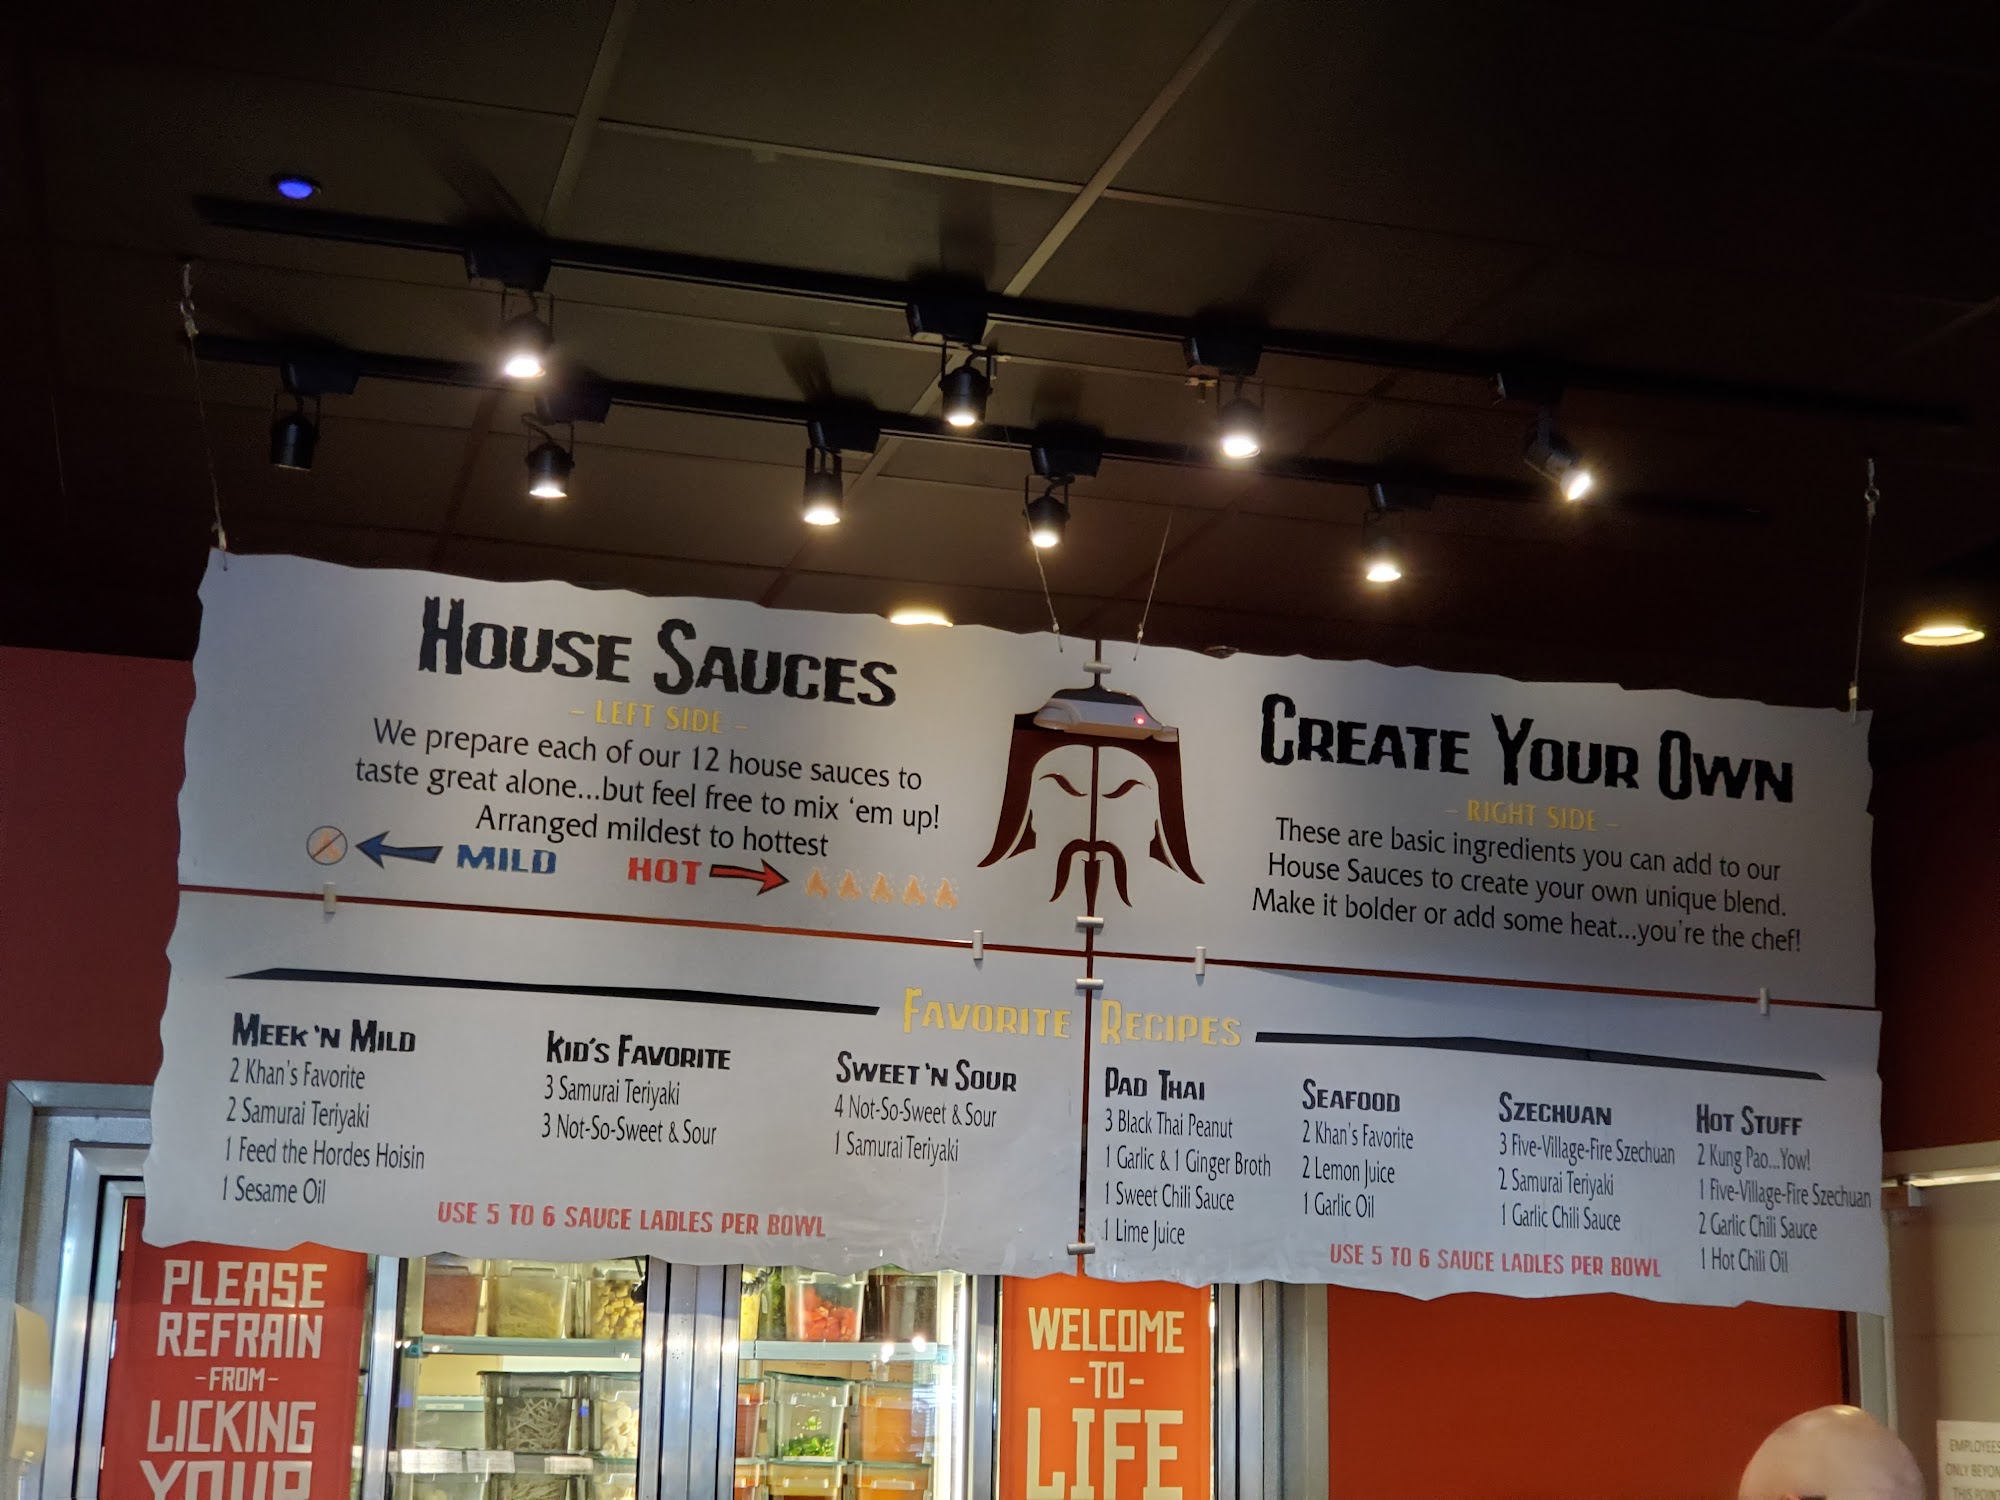 House Sauces
- LEFT SIDE -
We prepare each of our 12 house sauces to
taste great alone...but feel free to mix 'em up!
Arranged mildest to hottest
MILD
HOT
Create Your Own
- RIGHT SIDE -
These are basic ingredients you can add to our
House Sauces to create your own unique blend.
Make it bolder or add some heat...you're the chef!
Favorite Recipes
Meek 'n Mild
2 Khan's Favorite
2 Samurai Teriyaki
1 Feed the Hordes Hoisin
1 Sesame Oil
Kid's Favorite
3 Samurai Teriyaki
3 Not-So-Sweet & Sour
Sweet 'n Sour
4 Not-So-Sweet & Sour
1 Samurai Teriyaki
USE 5 TO 6 SAUCE LADLES PER BOWL
Pad Thai
3 Black Thai Peanut
1 Garlic & 1 Ginger Broth
1 Sweet Chili Sauce
1 Lime Juice
Seafood
2 Khan's Favorite
2 Lemon Juice
1 Garlic Oil
Szechuan
3 Five-Village-Fire Szechuan
2 Samurai Teriyaki
1 Garlic Chili Sauce
Hot Stuff
2 Kung Pao...Yow!
1 Five-Village-Fire Szechuan
2 Garlic Chili Sauce
1 Hot Chili Oil
USE 5 TO 6 SAUCE LADLES PER BOWL
PLEASE
REFRAIN
-FROM-
LICKING
YOUR
WELCOME
-TO-
LIFE
EMPLOYEES
ONLY BEYON
THIS POINT